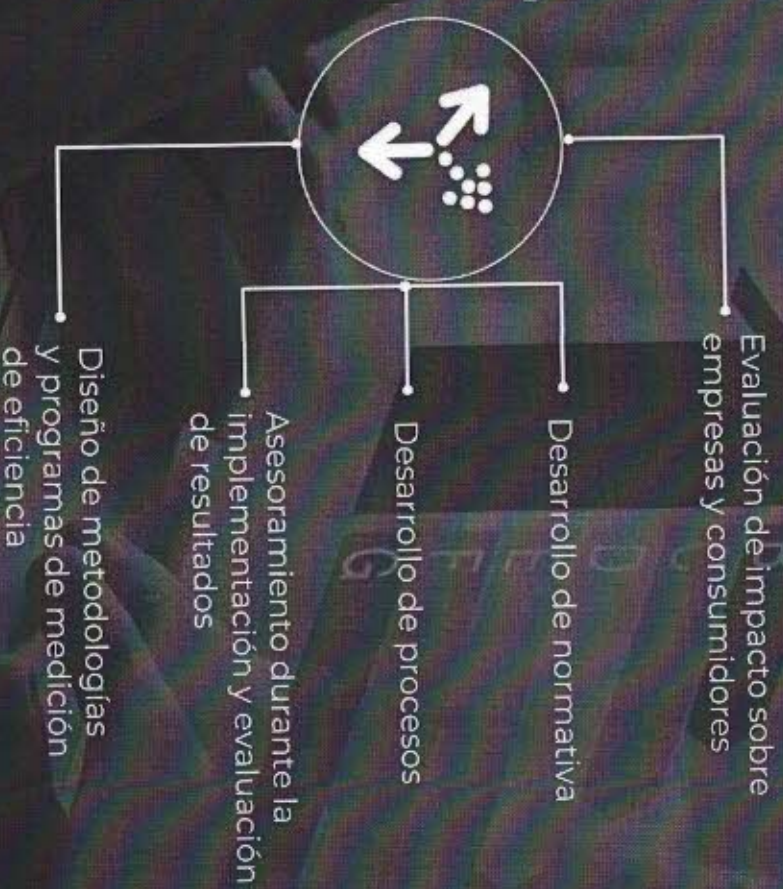 Evaluación de impacto sobre
empresas y consumidores
Desarrollo de normativa
Desarrollo de procesos
Asesoramiento durante la
implementación y evaluación
de resultados
Diseño de metodologías
y programas de medición
de eficiencia